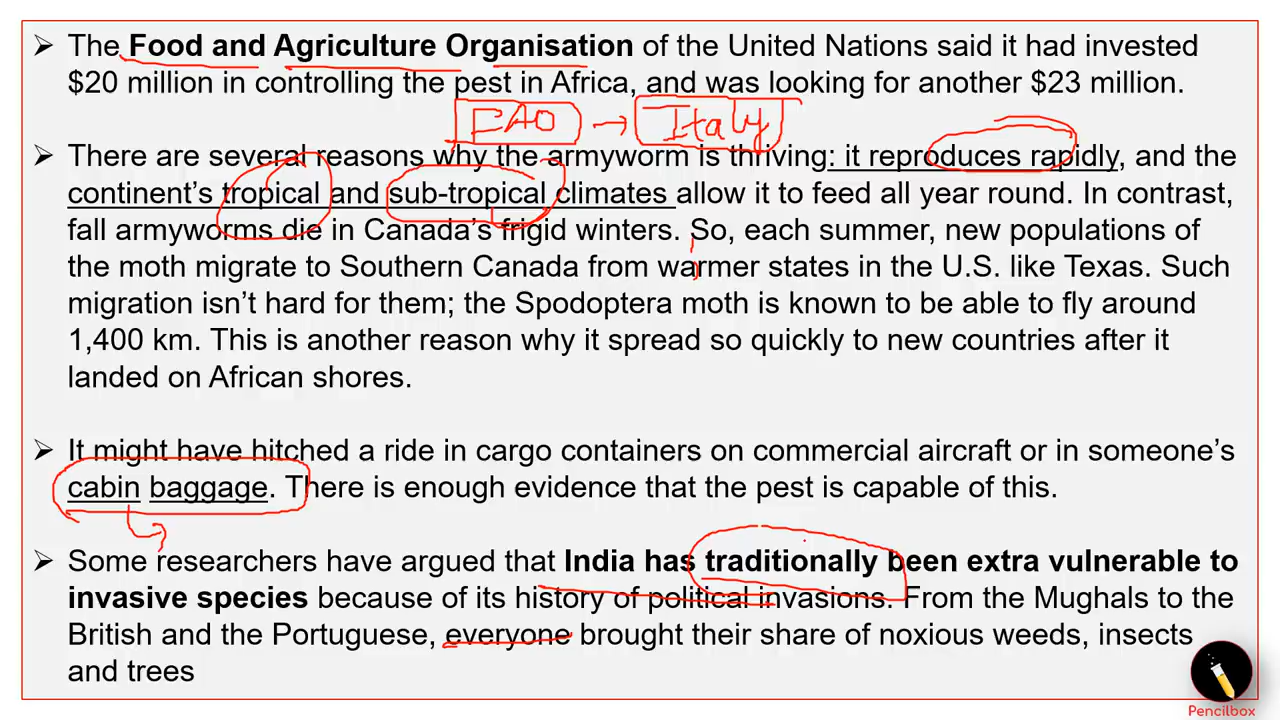 ➢ The Food and Agriculture Organisation of the United Nations said it had invested
$20 million in controlling the pest in Africa, and was looking for another $23 million.
FAO → Italy
➢ There are several reasons why the armyworm is thriving: it reproduces rapidly, and the
continent's tropical and sub-tropical climates allow it to feed all year round. In contrast,
fall armyworms die in Canada's frigid winters. So, each summer, new populations of
the moth migrate to Southern Canada from warmer states in the U.S. like Texas. Such
migration isn't hard for them; the Spodoptera moth is known to be able to fly around
1,400 km. This is another reason why it spread so quickly to new countries after it
landed on African shores.
➢ It might have hitched a ride in cargo containers on commercial aircraft or in someone's
cabin baggage. There is enough evidence that the pest is capable of this.
➢ Some researchers have argued that India has traditionally been extra vulnerable to
invasive species because of its history of political invasions. From the Mughals to the
British and the Portuguese, everyone brought their share of noxious weeds, insects
and trees
Pencilbox